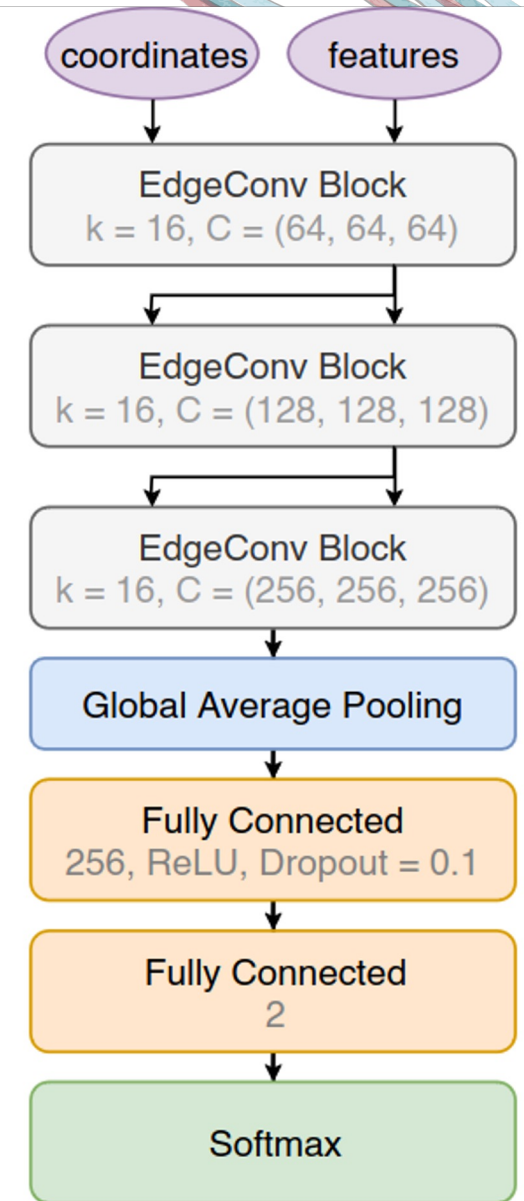 coordinates features
EdgeConv Block
k = 16, C = (64, 64, 64)
EdgeConv Block
k = 16, C = (128, 128, 128)
EdgeConv Block
k = 16, C = (256, 256, 256)
Global Average Pooling
Fully Connected
256, ReLU, Dropout = 0.1
Fully Connected
2
Softmax